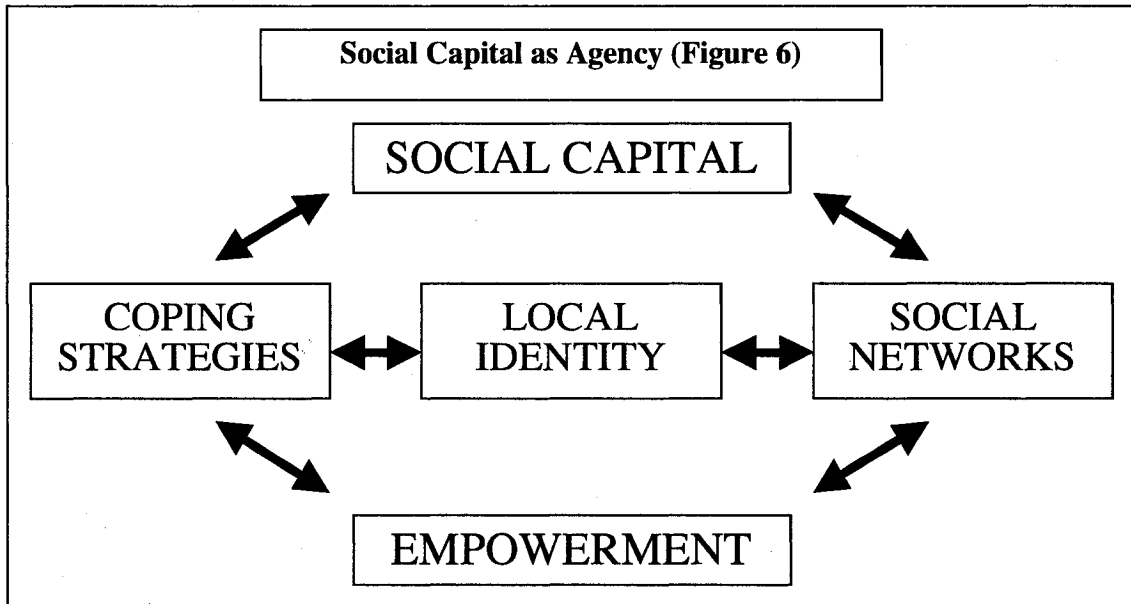 Social Capital as Agency (Figure 6)
SOCIAL CAPITAL
COPING
STRATEGIES
LOCAL
IDENTITY
SOCIAL
NETWORKS
EMPOWERMENT